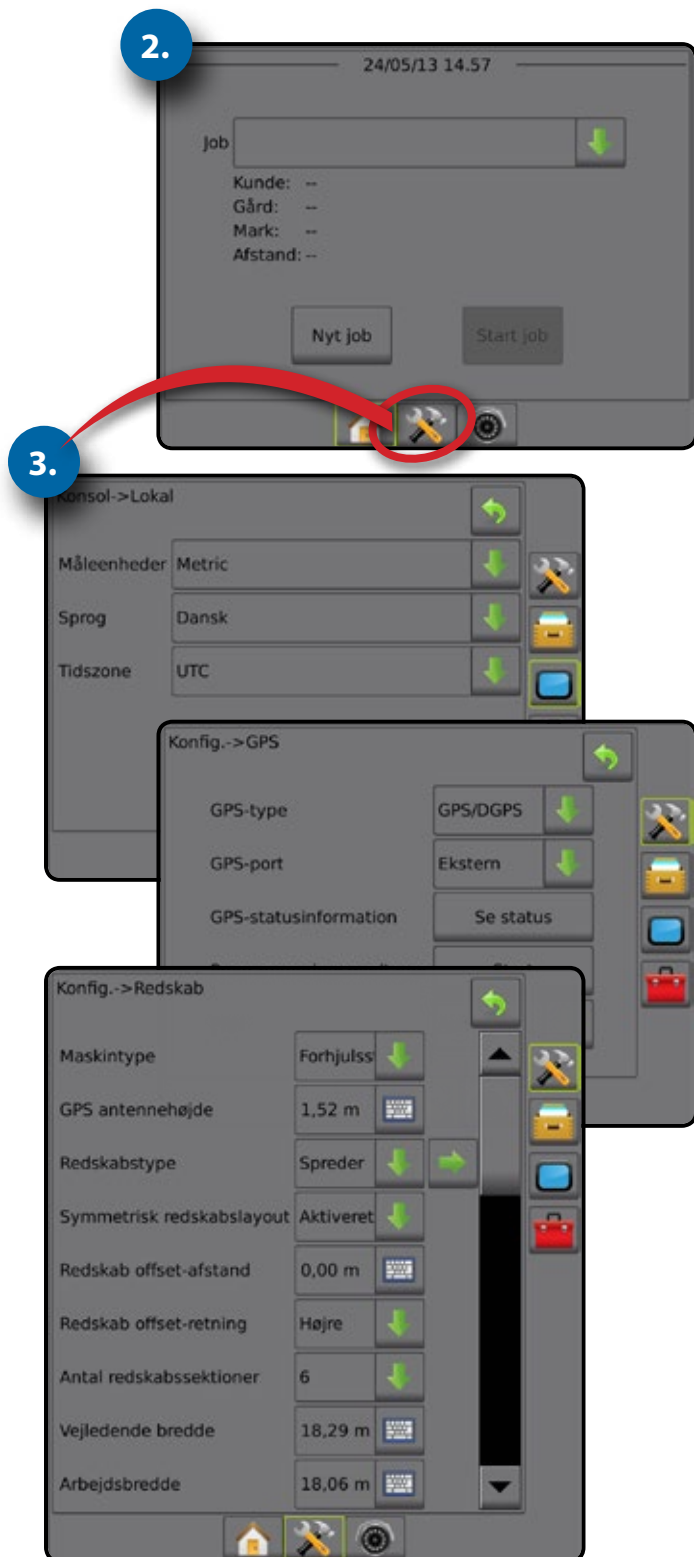 2.
24/05/13 14.57
Job
Kunde: --
Gård: --
Mark: --
Afstand: --
Nyt job
Start job
3.
Konsol->Lokal
Måleenheder Metric
Sprog Dansk
Tidszone UTC
Konfig.->GPS
GPS-type GPS/DGPS
GPS-port Ekstern
GPS-statusinformation Se status
Konfig.->Redskab
Maskintype Forhjulss
GPS antennehøjde 1,52 m
Redskabstype Spreder
Symmetrisk redskabslayout Aktiveret
Redskab offset-afstand 0,00 m
Redskab offset-retning Højre
Antal redskabssektioner 6
Vejledende bredde 18,29 m
Arbejdsbredde 18,06 m